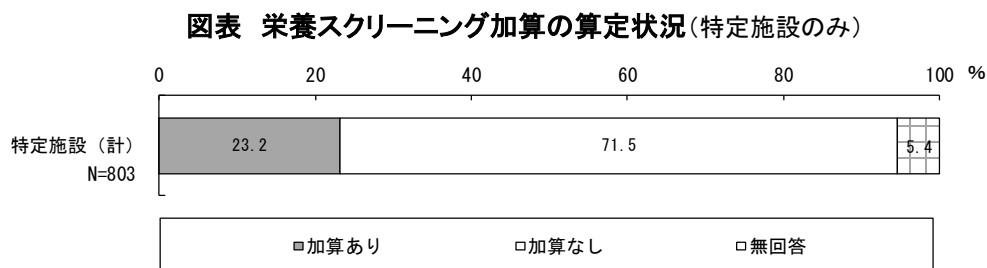 図表 栄養スクリーニング加算の算定状況(特定施設のみ)
0 20 40 60 80 100 %
特定施設(計) 23.2 71.5 5.4
N=803
加算あり 加算なし 無回答